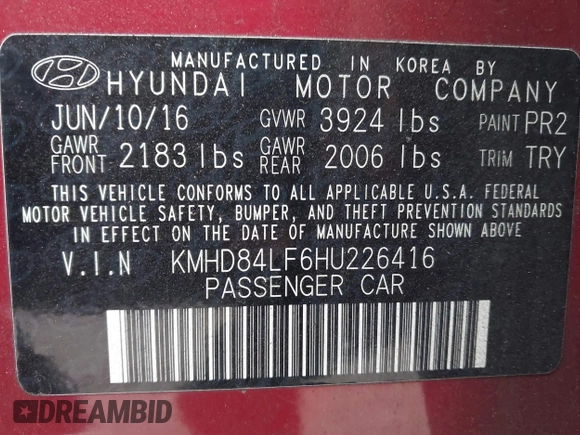 MANUFACTURED IN KOREA BY
HYUNDAI MOTOR COMPANY
JUN/10/16 GVWR 3924 lbs PAINT PR2
GAWR FRONT 2183 lbs GAWR REAR 2006 lbs TRIM TRY
THIS VEHICLE CONFORMS TO ALL APPLICABLE U.S.A. FEDERAL
MOTOR VEHICLE SAFETY, BUMPER, AND THEFT PREVENTION STANDARDS
IN EFFECT ON THE DATE OF MANUFACTURE SHOWN ABOVE.
V.I.N KMHD84LF6HU226416
PASSENGER CAR
DREAMBID